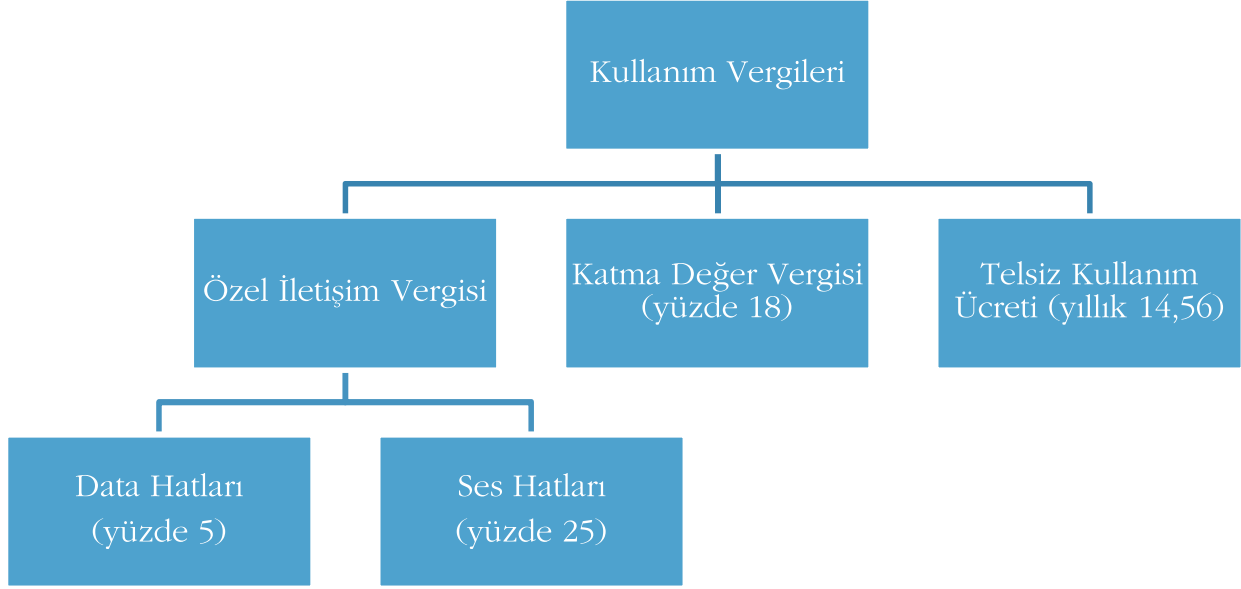 Kullanım Vergileri
Özel İletişim Vergisi
Katma Değer Vergisi
(yüzde 18)
Telsiz Kullanım
Ücreti (yıllık 14,56)
Data Hatları
(yüzde 5)
Ses Hatları
(yüzde 25)